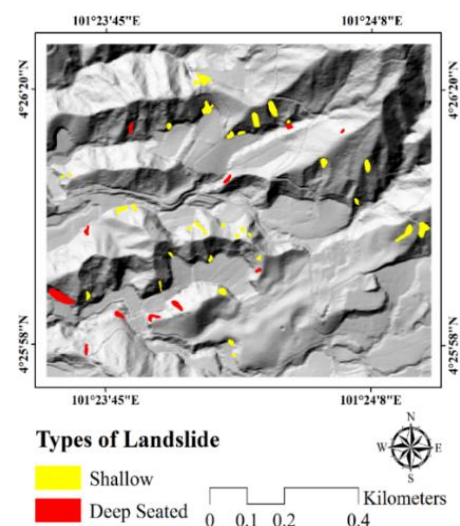 101°23'45"E 101°24'8"E
4°26'20"N 4°26'20"N
4°25'58"N 4°25'58"N
101°23'45"E 101°24'8"E
Types of Landslide
Shallow
Deep Seated
N
W E
S
Kilometers
0 0.1 0.2 0.4